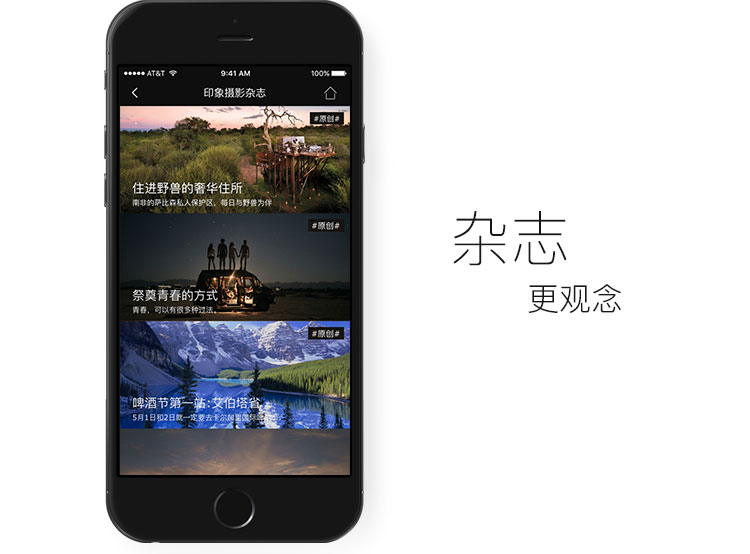 AT&T
9:41 AM
100%
印象摄影杂志
#原创#
住进野兽的奢华住所
南非的萨比森私人保护区,每日与野兽为伴
#原创#
祭奠青春的方式
青春,可以有很多种过法。
#原创#
啤酒节第一站:艾伯塔省
5月1日和2日就一定要去卡尔加里国际
杂志
更观念